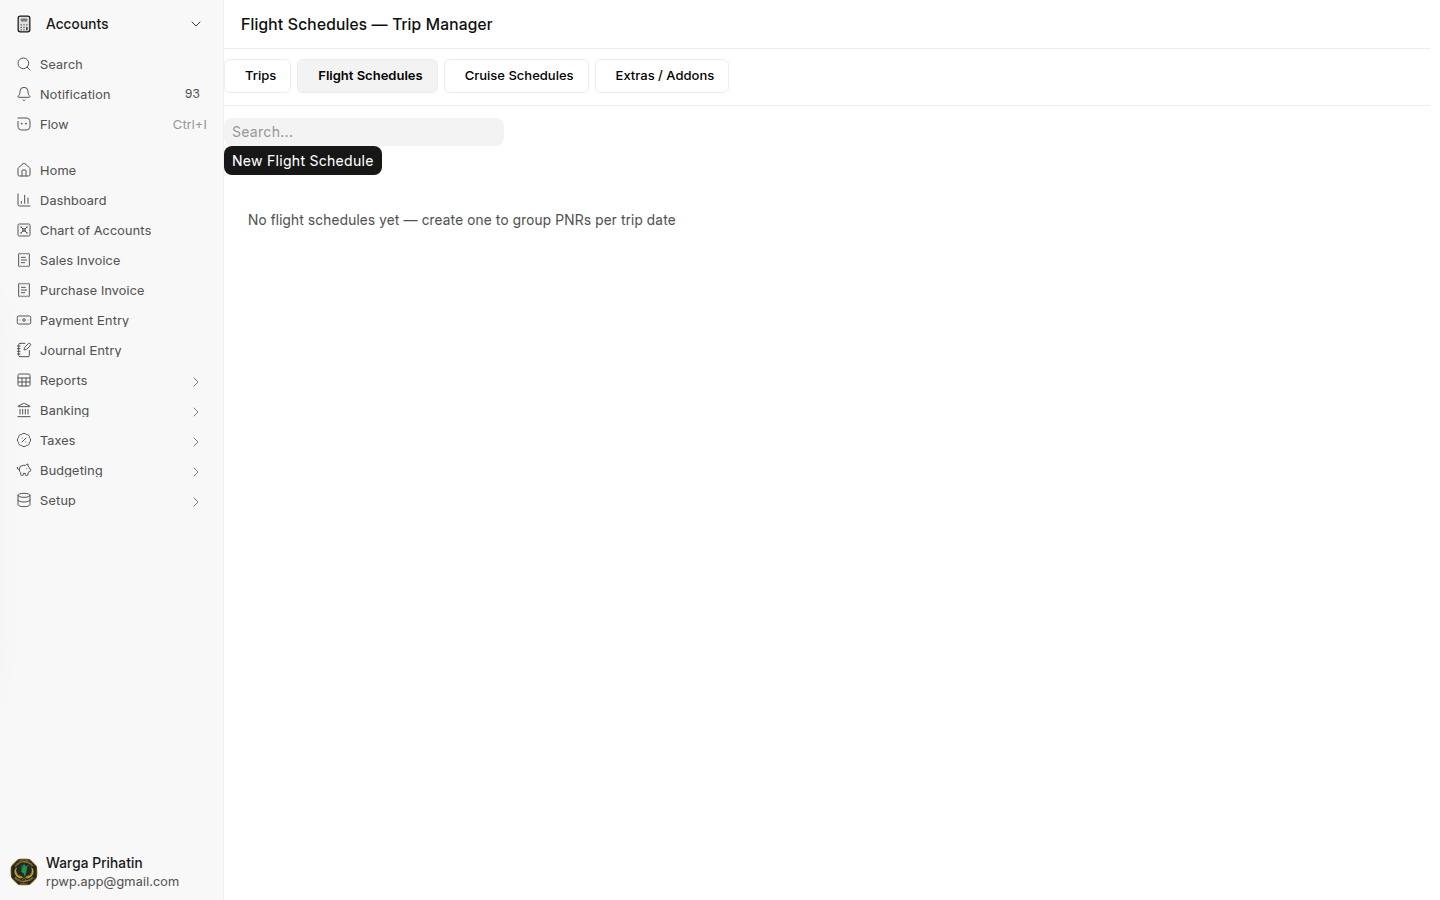 Accounts
Search
Notification 93
Flow Ctrl+I
Home
Dashboard
Chart of Accounts
Sales Invoice
Purchase Invoice
Payment Entry
Journal Entry
Reports
Banking
Taxes
Budgeting
Setup
Warga Prihatin
rpwp.app@gmail.com
Flight Schedules — Trip Manager
Trips Flight Schedules Cruise Schedules Extras / Addons
Search...
New Flight Schedule
No flight schedules yet — create one to group PNRs per trip date